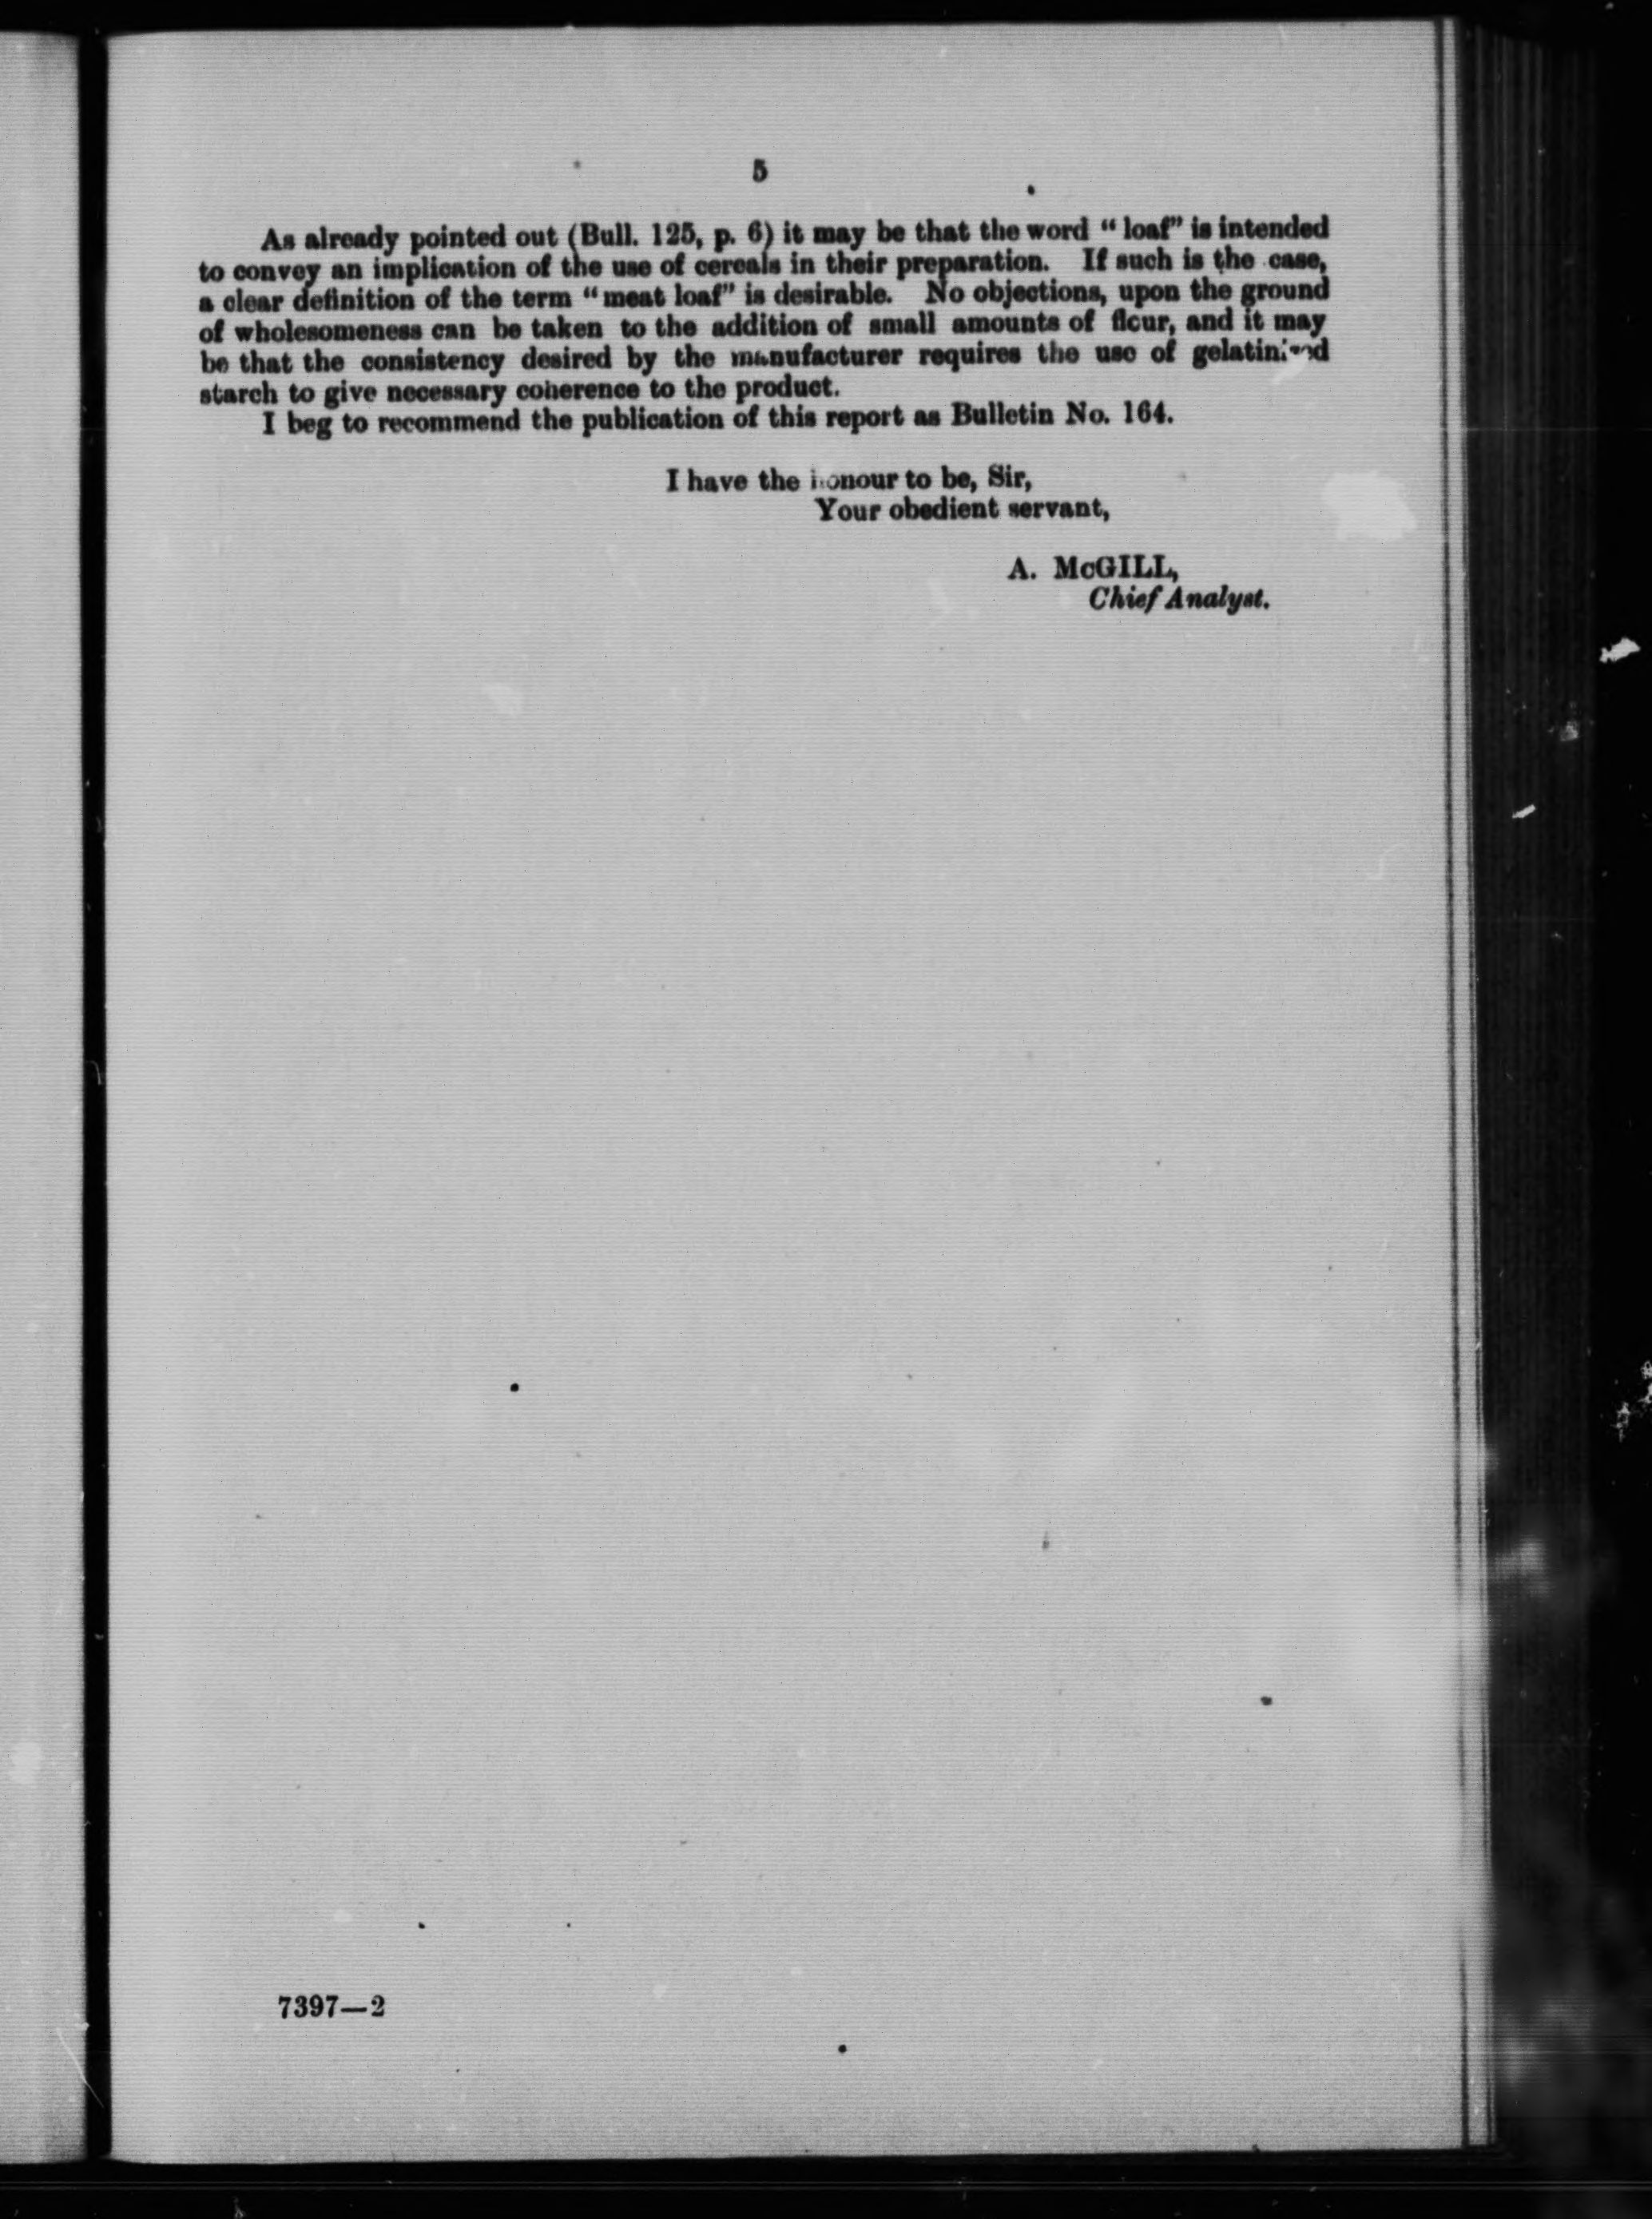 5
As already pointed out (Bull. 125, p. 6) it may be that the word "loaf" is intended
to convey an implication of the use of cereals in their preparation. If such is the case,
a clear definition of the term "meat loaf" is desirable. No objections, upon the ground
of wholesomeness can be taken to the addition of small amounts of flour, and it may
be that the consistency desired by the manufacturer requires the use of gelatinized
starch to give necessary coherence to the product.
I beg to recommend the publication of this report as Bulletin No. 164.
I have the honour to be, Sir,
Your obedient servant,
A. McGILL,
Chief Analyst.
7397—2